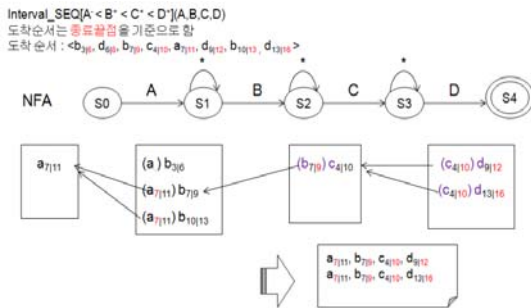 Interval_SEQ[A⁻ < B⁺ < C⁺ < D⁺](A,B,C,D)
도착순서는 종료끝점을 기준으로 함
도착 순서 : <b3|6, d6|8, b7|9, c4|10, a7|11, d9|12, b10|13, d13|16>
* * *
NFA S0 A S1 B S2 C S3 D S4
a7|11 (a) b3|6 (b7|9) c4|10 (c4|10) d9|12
(a7|11) b7|9 (c4|10) d13|16
(a7|11) b10|13
a7|11, b7|9, c4|10, d9|12
a7|11, b7|9, c4|10, d13|16